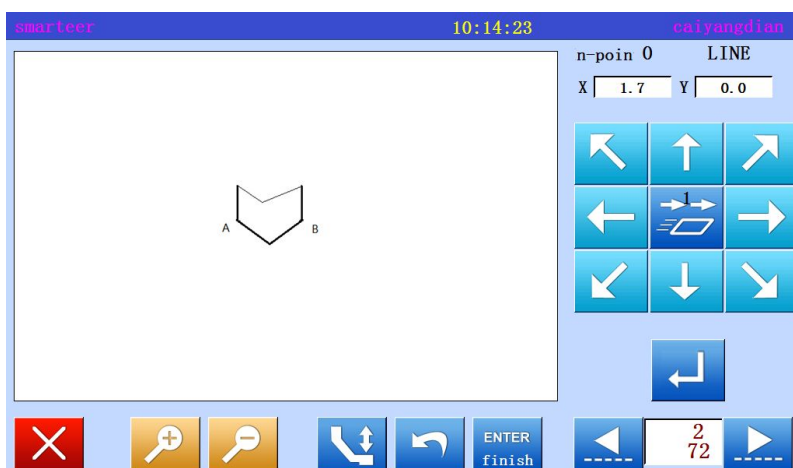 smarteer 10:14:23 caiyangdian
n-poin 0 LINE
X 1.7 Y 0.0
1
A B
ENTER
finish
2
72